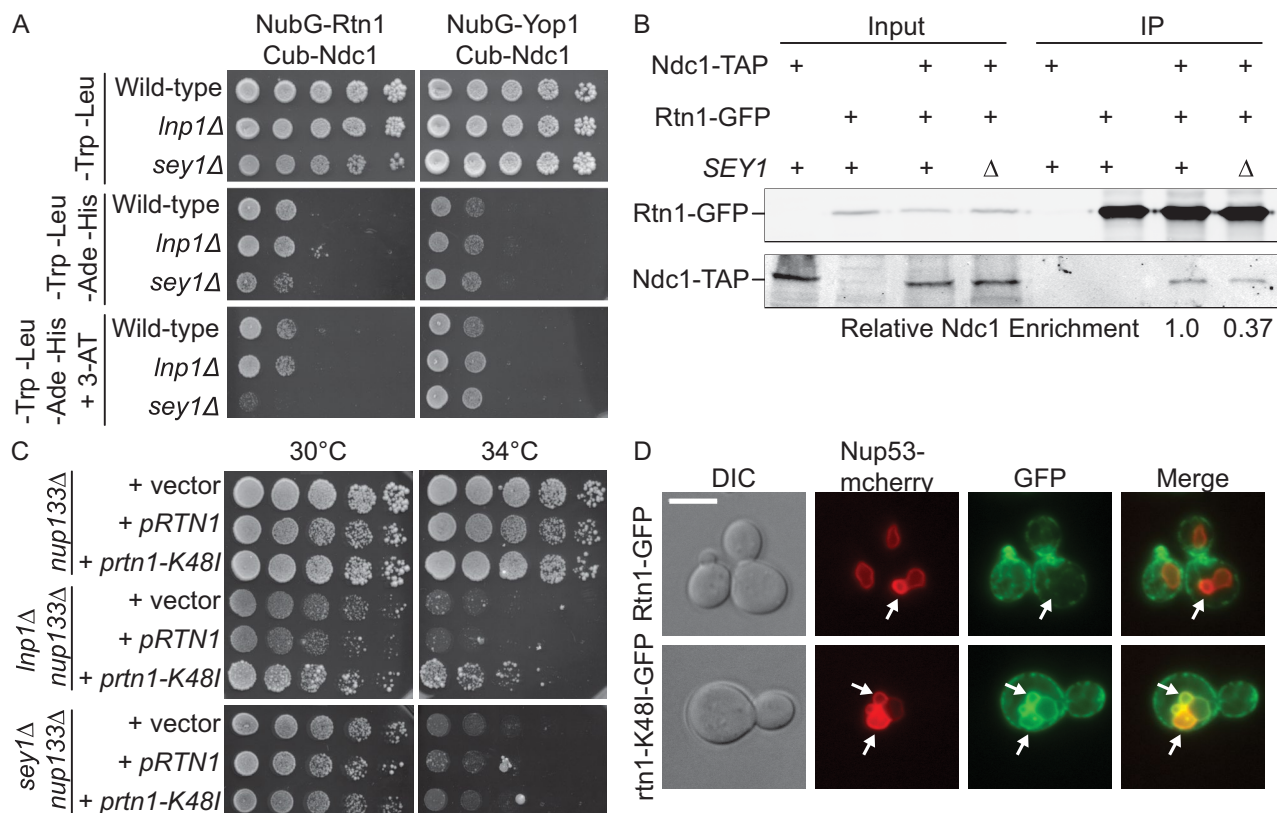 A
NubG-Rtn1 NubG-Yop1
Cub-Ndc1 Cub-Ndc1
-Trp -Leu
Wild-type
lnp1Δ
sey1Δ
-Trp -Leu
-Ade -His
Wild-type
lnp1Δ
sey1Δ
-Trp -Leu
-Ade -His
+ 3-AT
Wild-type
lnp1Δ
sey1Δ
B
Input IP
Ndc1-TAP + + + + + +
Rtn1-GFP + + + + + +
SEY1 + + + Δ + + + Δ
Rtn1-GFP
Ndc1-TAP
Relative Ndc1 Enrichment 1.0 0.37
C
30°C 34°C
nup133Δ
+ vector
+ pRTN1
+ prtn1-K48I
lnp1Δ
nup133Δ
+ vector
+ pRTN1
+ prtn1-K48I
sey1Δ
nup133Δ
+ vector
+ pRTN1
+ prtn1-K48I
D
DIC Nup53-mcherry GFP Merge
Rtn1-GFP
rtn1-K48I-GFP